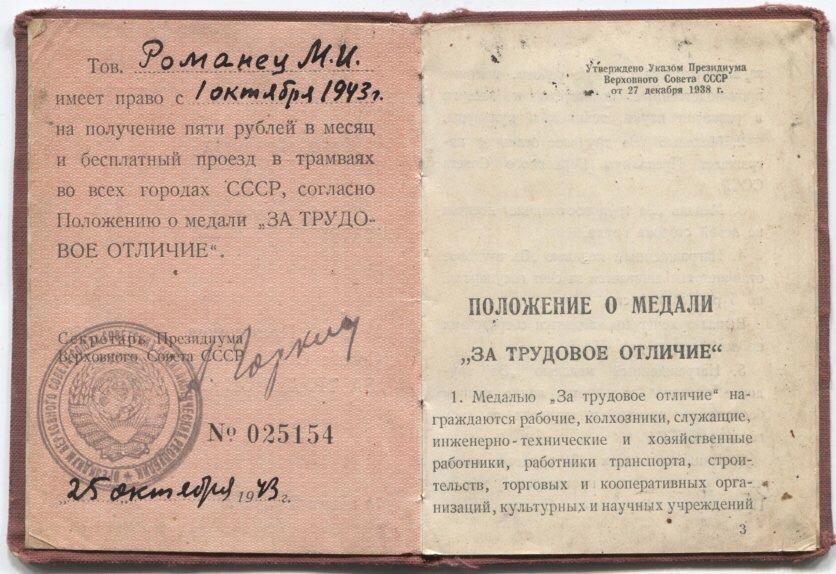 Тов. Романец М.И.
имеет право с 1 октября 1943 г.
на получение пяти рублей в месяц
и бесплатный проезд в трамваях
во всех городах СССР, согласно
Положению о медали „ЗА ТРУДО-
ВОЕ ОТЛИЧИЕ“.
Секретарь Президиума
Верховного Совета СССР
№ 025154
„25 октября 1943 г.
Утверждено Указом Президиума
Верховного Совета СССР
от 27 декабря 1938 г.
ПОЛОЖЕНИЕ О МЕДАЛИ
„ЗА ТРУДОВОЕ ОТЛИЧИЕ“
1. Медалью „За трудовое отличие“ на-
граждаются рабочие, колхозники, служащие,
инженерно-технические и хозяйственные
работники, работники транспорта, строи-
тельств, торговых и кооперативных орга-
низаций, культурных и научных учреждений
3